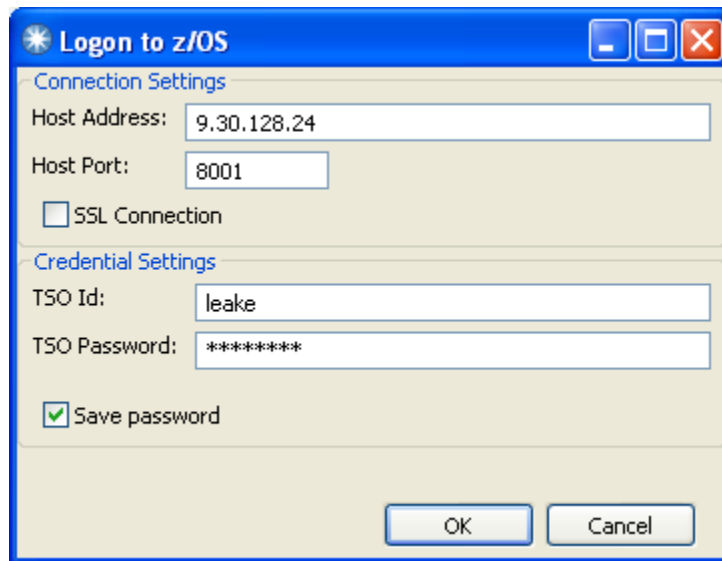 Logon to z/OS
Connection Settings
Host Address: 9.30.128.24
Host Port: 8001
SSL Connection
Credential Settings
TSO Id: leake
TSO Password: ********
Save password
OK Cancel